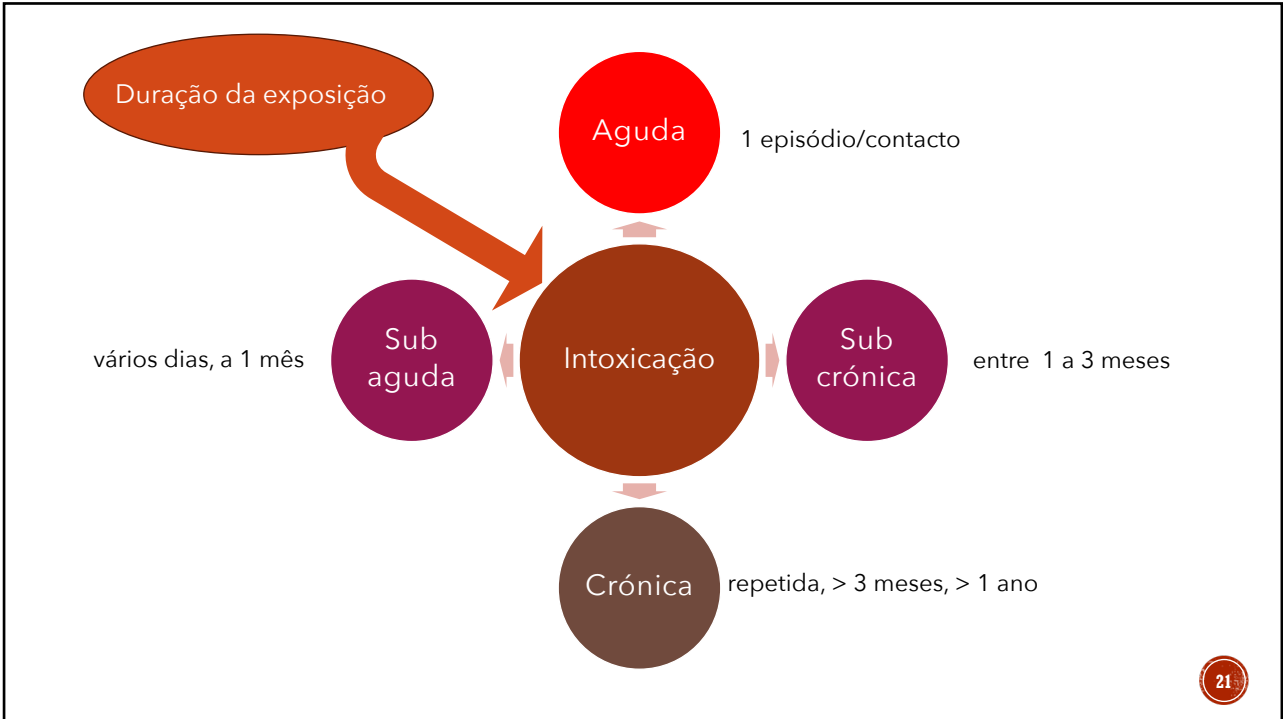 Duração da exposição
Aguda
1 episódio/contacto
vários dias, a 1 mês
Sub
aguda
Intoxicação
Sub
crónica
entre 1 a 3 meses
Crónica
repetida, > 3 meses, > 1 ano
21